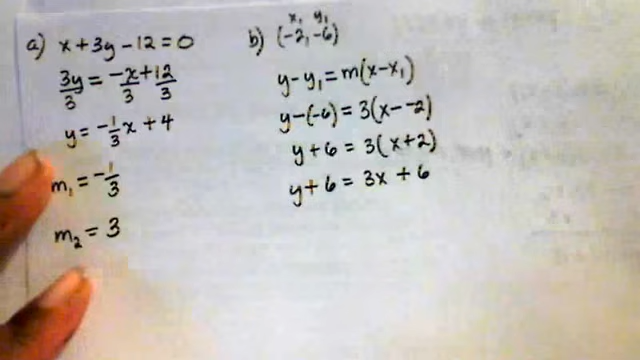 a) x + 3y - 12 = 0
3y/3 = -x/3 + 12/3
y = -1/3 x + 4
m₁ = -1/3
m₂ = 3
b) (-2, -6)
x₁ y₁
y - y₁ = m(x - x₁)
y - (-6) = 3(x - -2)
y + 6 = 3(x + 2)
y + 6 = 3x + 6